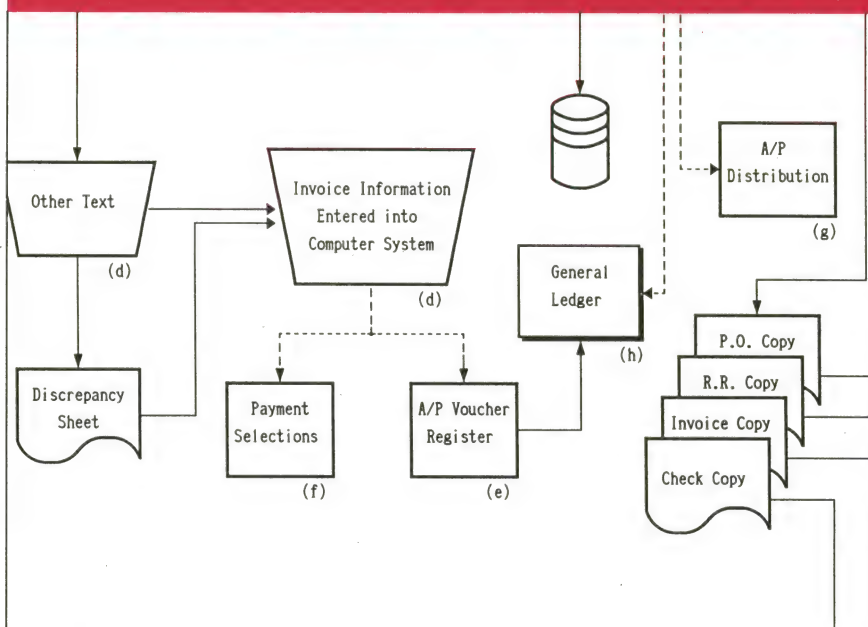 Other Text
(d)
Invoice Information
Entered into
Computer System
(d)
A/P
Distribution
(g)
General
Ledger
(h)
Discrepancy
Sheet
Payment
Selections
(f)
A/P Voucher
Register
(e)
P.O. Copy
R.R. Copy
Invoice Copy
Check Copy